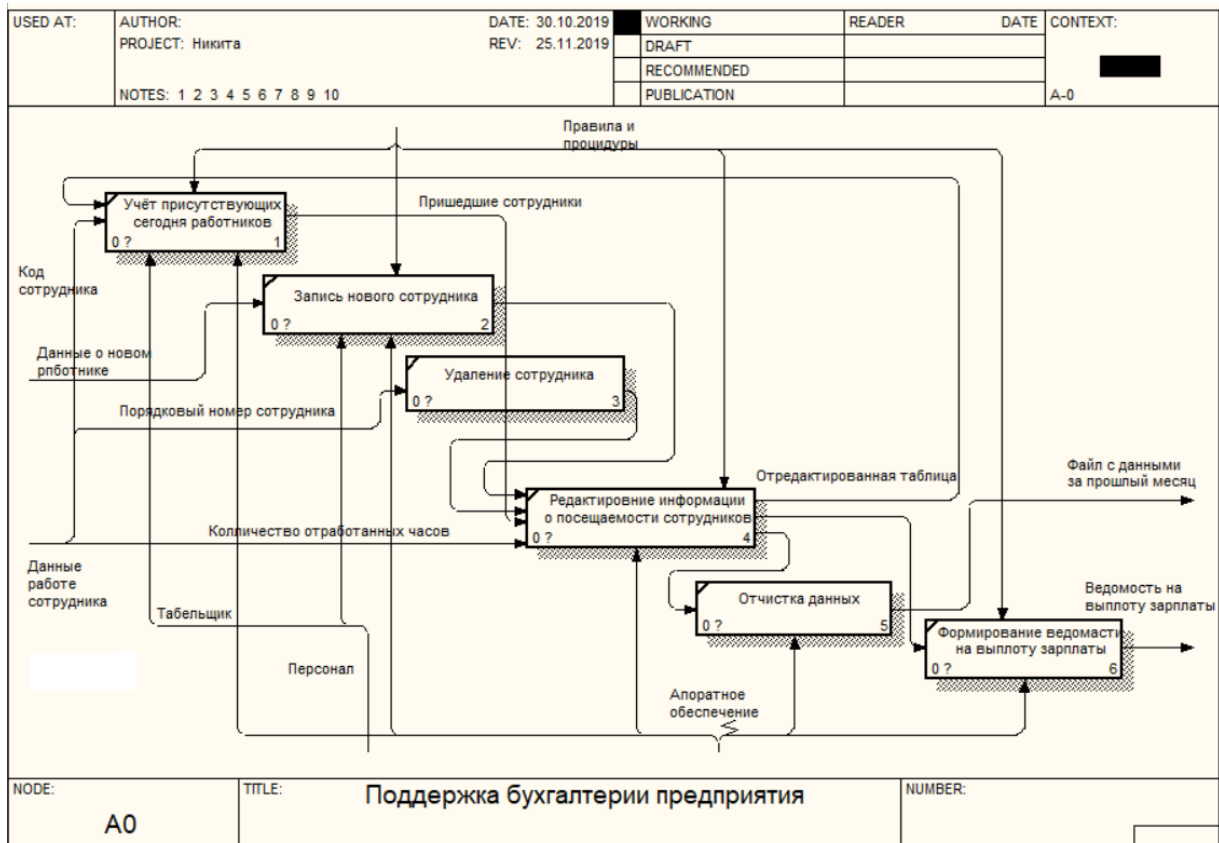 USED AT:
AUTHOR:
DATE: 30.10.2019
WORKING
READER
DATE
CONTEXT:
PROJECT: Никита
REV: 25.11.2019
DRAFT
RECOMMENDED
NOTES: 1 2 3 4 5 6 7 8 9 10
PUBLICATION
A-0
Правила и
процидуры
Учёт присутствующих
сегодня работников
0 ?
1
Пришедшие сотрудники
Код
сотрудника
Запись нового сотрудника
0 ?
2
Данные о новом
рпботнике
Удаление сотрудника
0 ?
3
Порядковый номер сотрудника
Отредактированная таблица
Файл с данными
за прошлый месяц
Редактировние информации
о посещаемости сотрудников
0 ?
4
Колличество отработанных часов
Данные
работе
сотрудника
Отчистка данных
0 ?
5
Ведомость на
выплоту зарплаты
Табельщик
Формирование ведомасти
на выплоту зарплаты
0 ?
6
Персонал
Апоратное
обеспечение
NODE:
TITLE:
Поддержка бухгалтерии предприятия
NUMBER:
A0